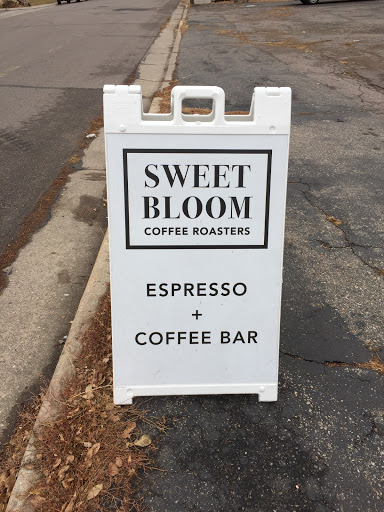 SWEET
BLOOM
COFFEE ROASTERS
ESPRESSO
+
COFFEE BAR